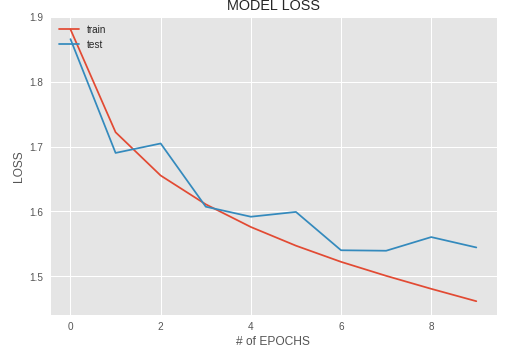 MODEL LOSS
train
test
1.9
1.8
1.7
1.6
1.5
LOSS
0 2 4 6 8
# of EPOCHS